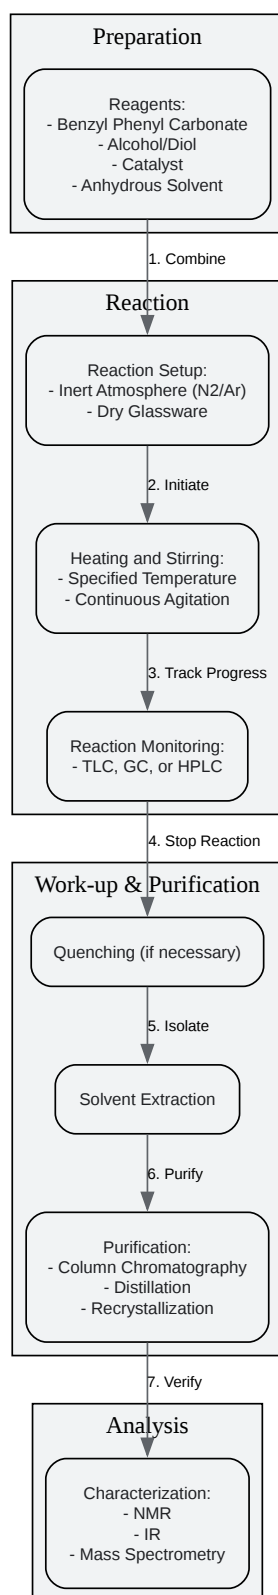 Preparation
Reagents:
- Benzyl Phenyl Carbonate
- Alcohol/Diol
- Catalyst
- Anhydrous Solvent
1. Combine
Reaction
Reaction Setup:
- Inert Atmosphere (N2/Ar)
- Dry Glassware
2. Initiate
Heating and Stirring:
- Specified Temperature
- Continuous Agitation
3. Track Progress
Reaction Monitoring:
- TLC, GC, or HPLC
4. Stop Reaction
Work-up & Purification
Quenching (if necessary)
5. Isolate
Solvent Extraction
6. Purify
Purification:
- Column Chromatography
- Distillation
- Recrystallization
7. Verify
Analysis
Characterization:
- NMR
- IR
- Mass Spectrometry